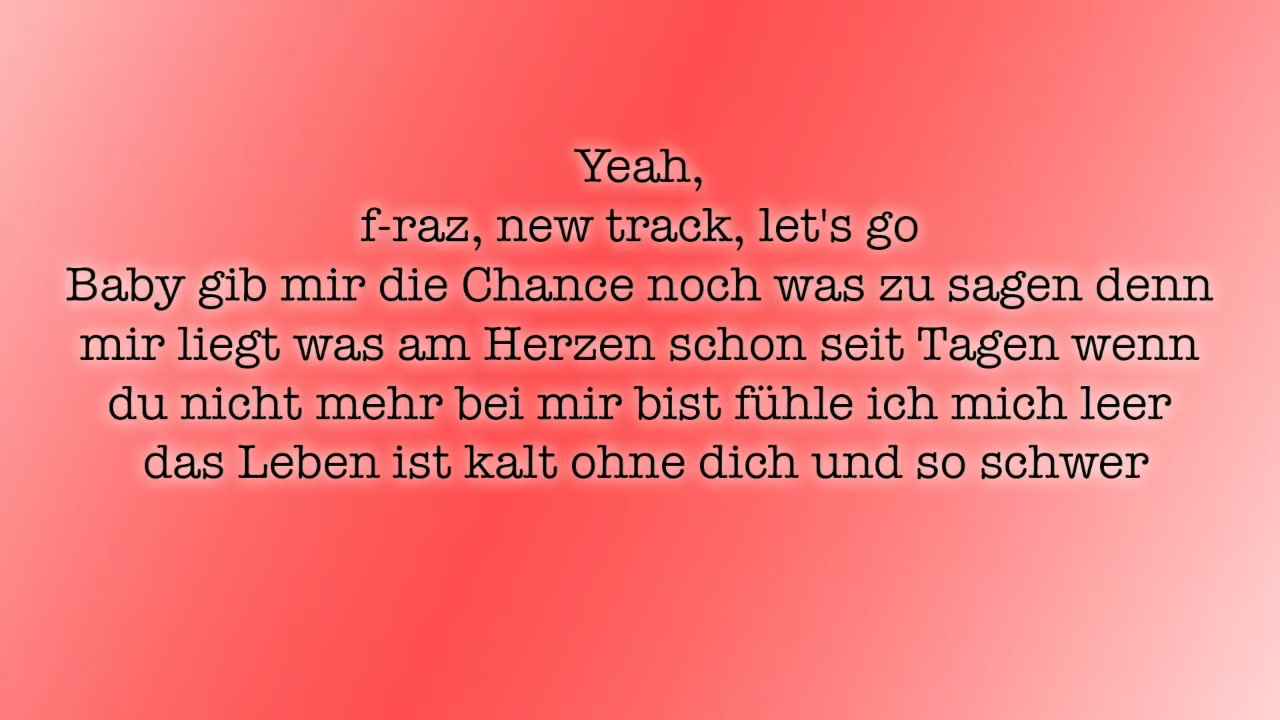 Yeah,
f-raz, new track, let's go
Baby gib mir die Chance noch was zu sagen denn
mir liegt was am Herzen schon seit Tagen wenn
du nicht mehr bei mir bist fühle ich mich leer
das Leben ist kalt ohne dich und so schwer